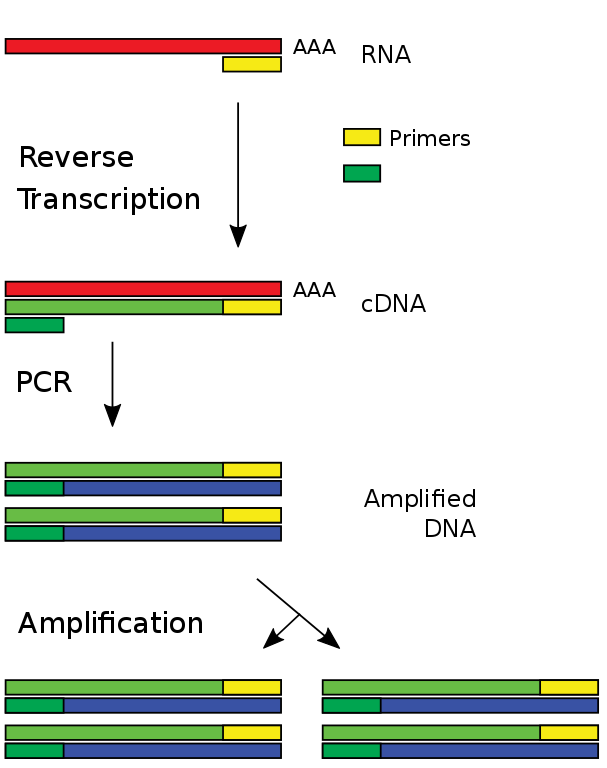 AAA
RNA
Primers
Reverse
Transcription
AAA
cDNA
PCR
Amplified
DNA
Amplification